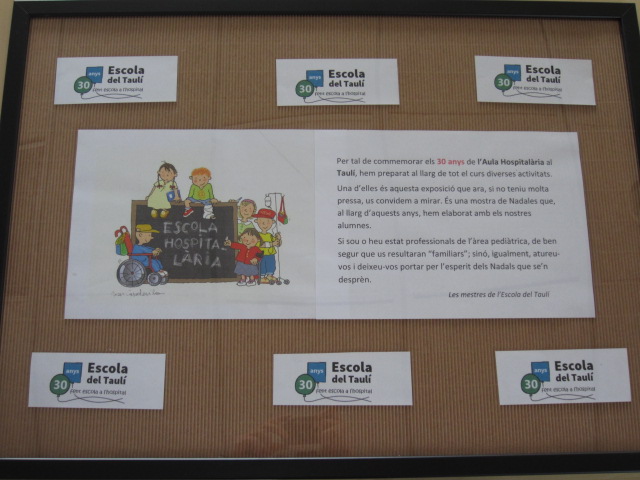 Escola
del Taulí
30 anys
Fem escola a l'hospital
Escola
del Taulí
30 anys
Fem escola a l'hospital
Escola
del Taulí
30 anys
Fem escola a l'hospital
ESCOLA
HOSPITA
LÀRIA
Per tal de commemorar els 30 anys de l'Aula Hospitalària al
Taulí, hem preparat al llarg de tot el curs diverses activitats.
Una d'elles és aquesta exposició que ara, si no teniu molta
pressa, us convidem a mirar. És una mostra de Nadales que,
al llarg d'aquests anys, hem elaborat amb els nostres
alumnes.
Si sou o heu estat professionals de l'àrea pediàtrica, de ben
segur que us resultaran "familiars"; sinó, igualment, atureu-
vos i deixeu-vos portar per l'esperit dels Nadals que se'n
desprèn.
Les mestres de l'Escola del Taulí
Escola
del Taulí
30 anys
Fem escola a l'hospital
Escola
del Taulí
30 anys
Fem escola a l'hospital
Escola
del Taulí
30 anys
Fem escola a l'hospital